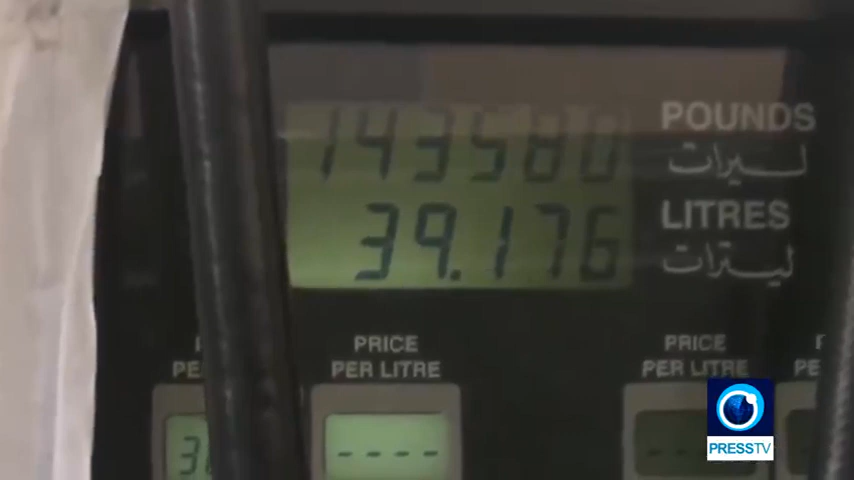 143580
POUNDS
ليرات
39.176
LITRES
ليترات
PRICE
PER LITRE
----
PRICE
PER LITRE
----
PRESSTV